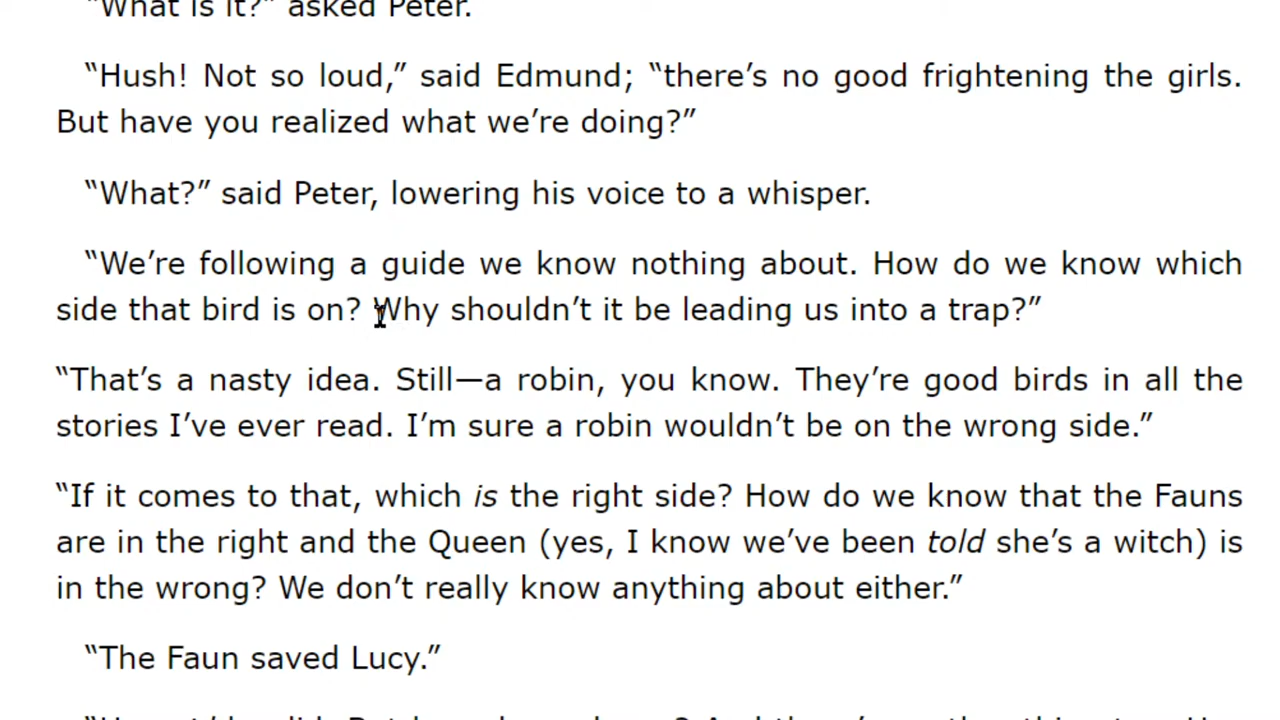 “What is it?” asked Peter.
“Hush! Not so loud,” said Edmund; “there’s no good frightening the girls.
But have you realized what we’re doing?”
“What?” said Peter, lowering his voice to a whisper.
“We’re following a guide we know nothing about. How do we know which
side that bird is on? Why shouldn’t it be leading us into a trap?”
“That’s a nasty idea. Still—a robin, you know. They’re good birds in all the
stories I’ve ever read. I’m sure a robin wouldn’t be on the wrong side.”
“If it comes to that, which is the right side? How do we know that the Fauns
are in the right and the Queen (yes, I know we’ve been told she’s a witch) is
in the wrong? We don’t really know anything about either.”
“The Faun saved Lucy.”